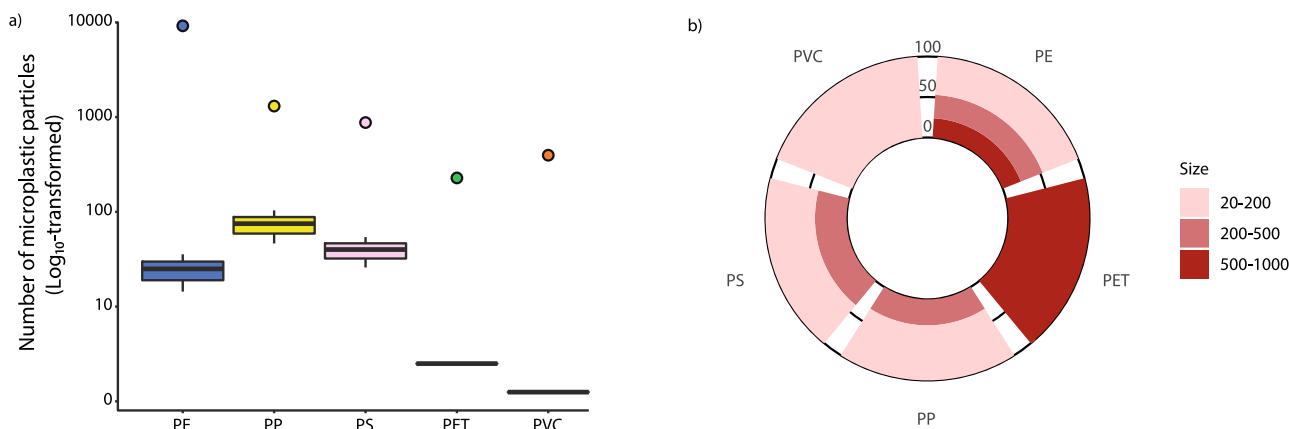 a)
Number of microplastic particles
(Log₁₀-transformed)
10000
1000
100
10
0
PE
PP
PS
PET
PVC
b)
PVC
PE
PS
PET
PP
100
50
0
Size
20-200
200-500
500-1000